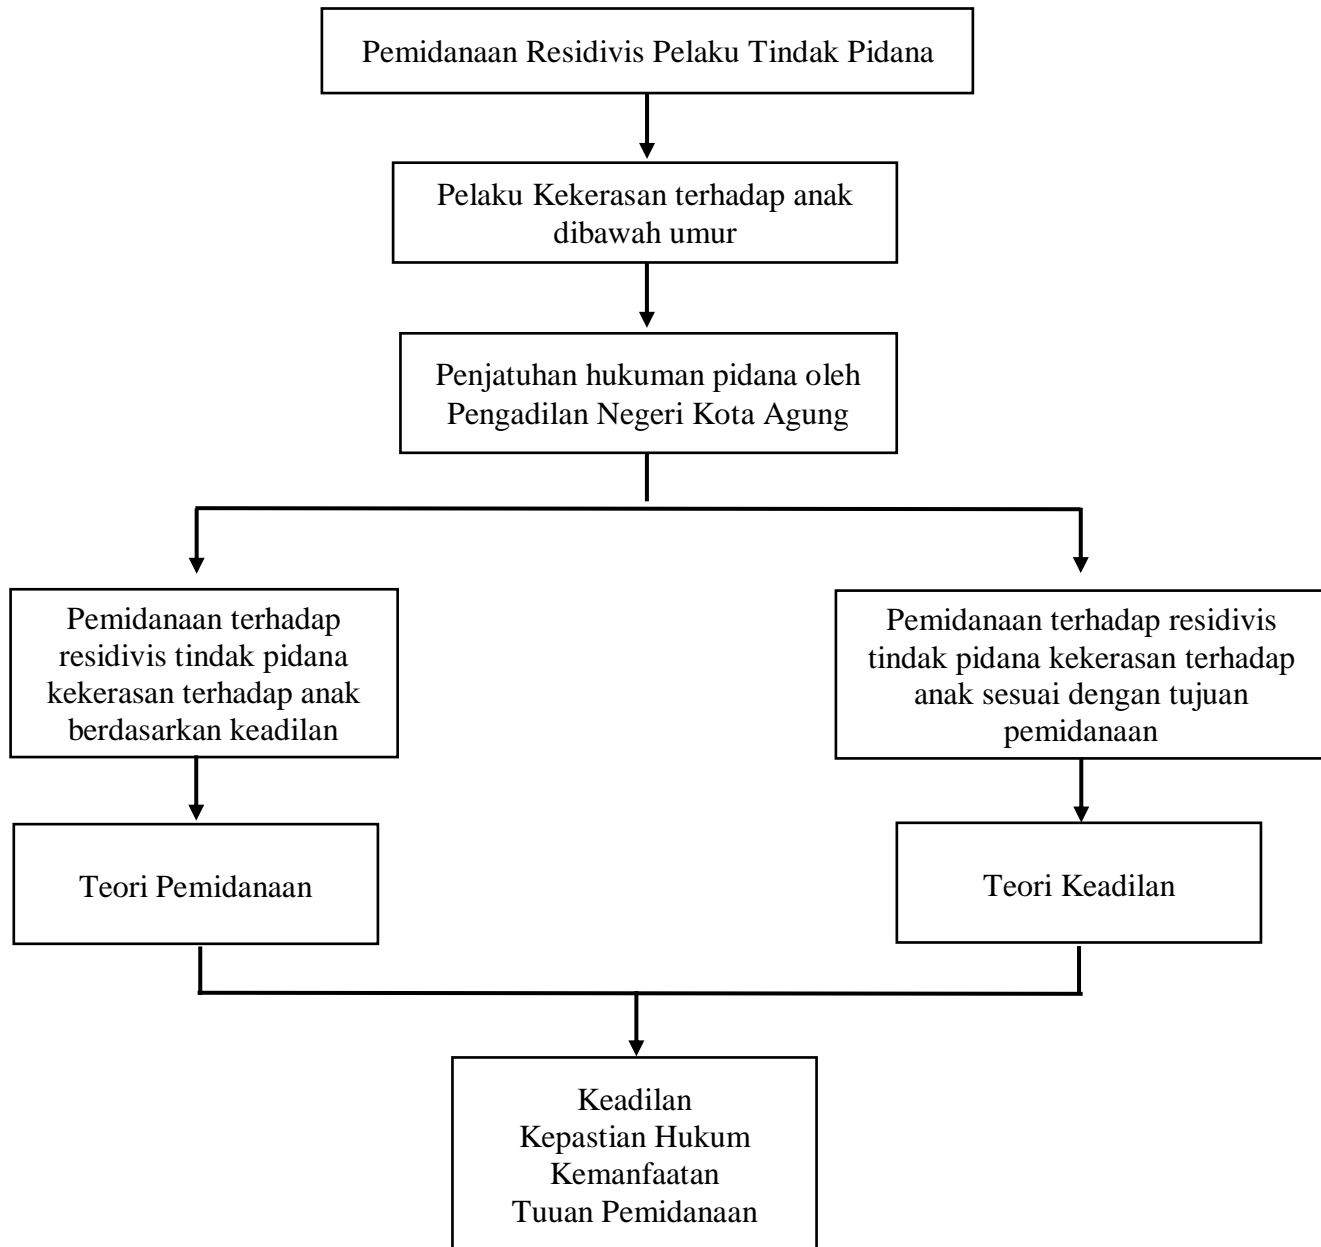 Pemidanaan Residivis Pelaku Tindak Pidana
Pelaku Kekerasan terhadap anak
dibawah umur
Penjatuhan hukuman pidana oleh
Pengadilan Negeri Kota Agung
Pemidanaan terhadap
residivis tindak pidana
kekerasan terhadap anak
berdasarkan keadilan
Pemidanaan terhadap residivis
tindak pidana kekerasan terhadap
anak sesuai dengan tujuan
pemidanaan
Teori Pemidanaan
Teori Keadilan
Keadilan
Kepastian Hukum
Kemanfaatan
Tuuan Pemidanaan